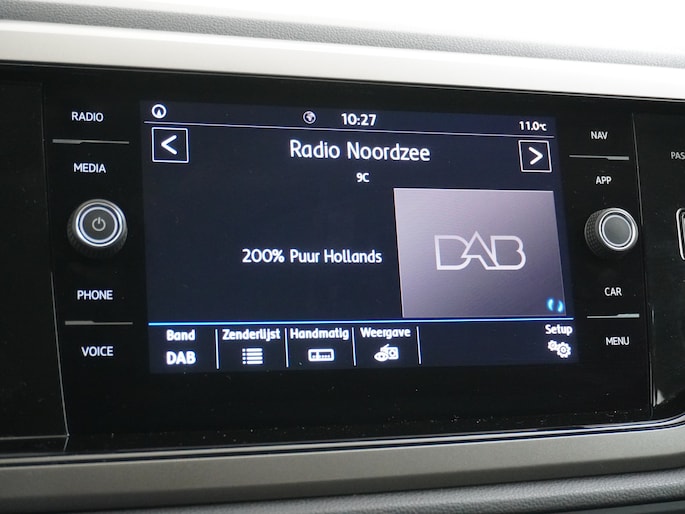 RADIO
MEDIA
PHONE
VOICE
10:27
11.0°C
Radio Noordzee
9C
200% Puur Hollands
DAB
Band
DAB
Zenderlijst
Handmatig
Weergave
Setup
NAV
APP
CAR
MENU
PAS